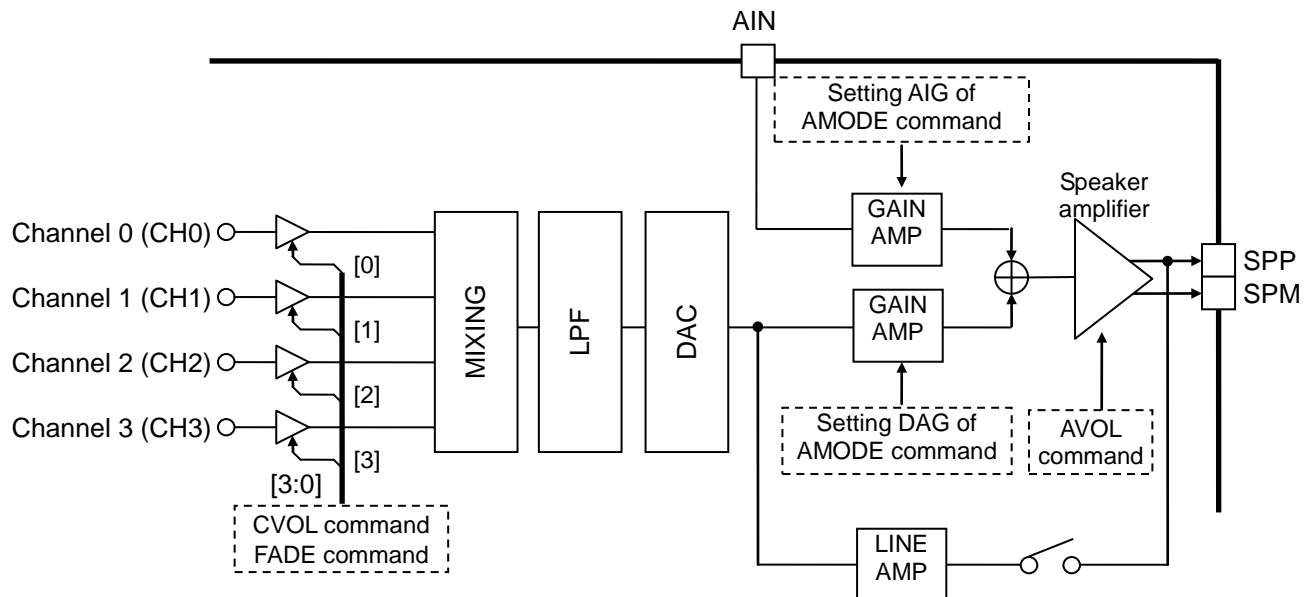 AIN
Setting AIG of
AMODE command
Speaker
amplifier
GAIN
AMP
Channel 0 (CH0)
[0]
SPP
SPM
Channel 1 (CH1)
[1]
MIXING
LPF
DAC
GAIN
AMP
Channel 2 (CH2)
[2]
Channel 3 (CH3)
[3]
Setting DAG of
AMODE command
AVOL
command
[3:0]
CVOL command
FADE command
LINE
AMP